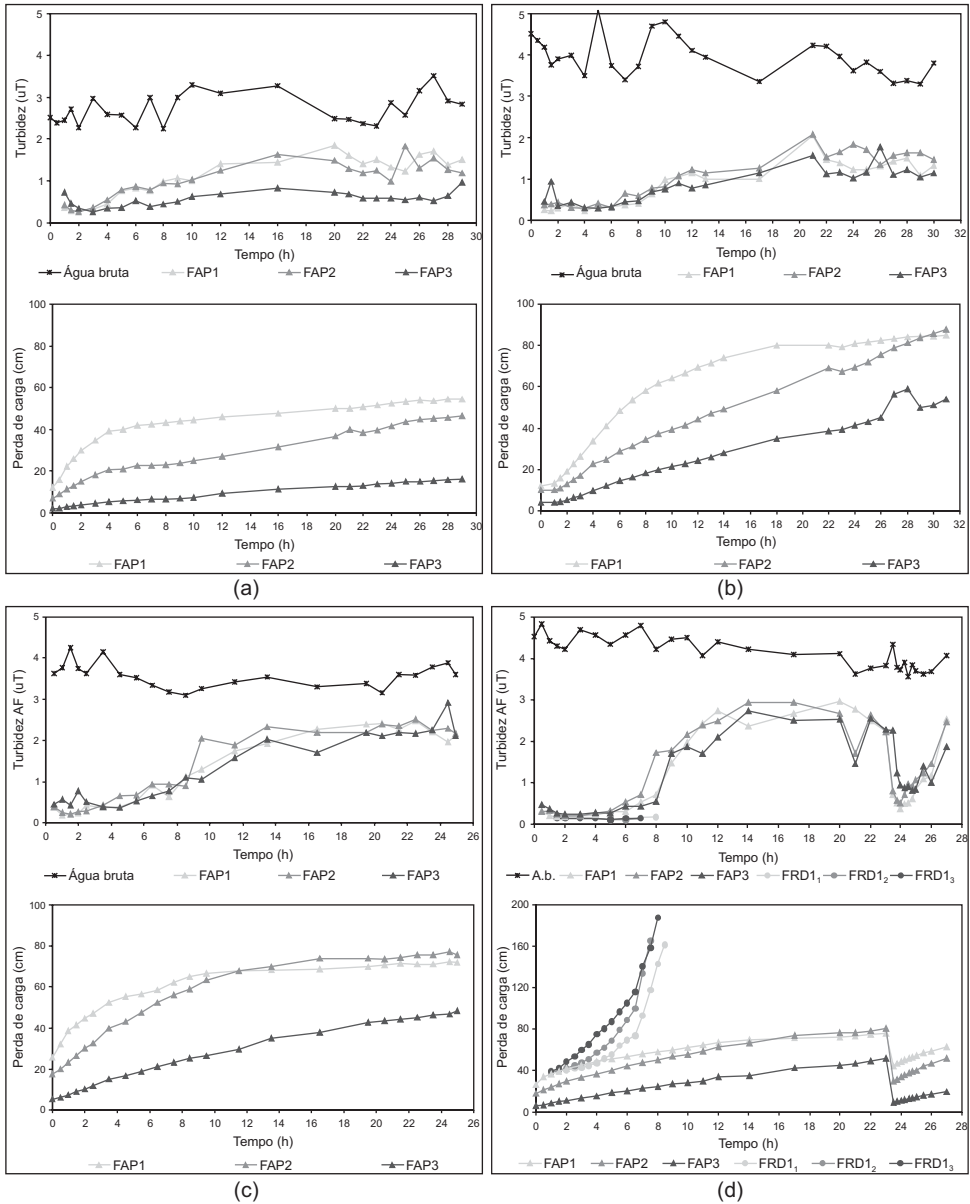 Turbidez (uT)
5
4
3
2
1
0
0 2 4 6 8 10 12 14 16 18 20 22 24 26 28 30
Tempo (h)
Água bruta FAP1 FAP2 FAP3
Perda de carga (cm)
100
80
60
40
20
0
0 2 4 6 8 10 12 14 16 18 20 22 24 26 28 30
Tempo (h)
FAP1 FAP2 FAP3
(a)
Turbidez (uT)
5
4
3
2
1
0
0 2 4 6 8 10 12 14 16 18 20 22 24 26 28 30 32
Tempo (h)
Água bruta FAP1 FAP2 FAP3
Perda de carga (cm)
100
80
60
40
20
0
0 2 4 6 8 10 12 14 16 18 20 22 24 26 28 31 32
Tempo (h)
FAP1 FAP2 FAP3
(b)
Turbidez AF (uT)
5
4
3
2
1
0
0 2 4 6 8 10 12 14 16 18 20 22 24 26
Tempo (h)
Água bruta FAP1 FAP2 FAP3
Perda de carga (cm)
100
80
60
40
20
0
0 2 4 6 8 10 12 14 16 18 20 22 24 26
Tempo (h)
FAP1 FAP2 FAP3
(c)
Turbidez AF (uT)
5
4
3
2
1
0
0 2 4 6 8 10 12 14 16 18 20 22 24 26 28
Tempo (h)
A.b. FAP1 FAP2 FAP3 FRD1₁ FRD1₂ FRD1₃
Perda de carga (cm)
200
160
120
80
40
0
0 2 4 6 8 10 12 14 16 18 20 22 24 26 28
Tempo (h)
FAP1 FAP2 FAP3 FRD1₁ FRD1₂ FRD1₃
(d)